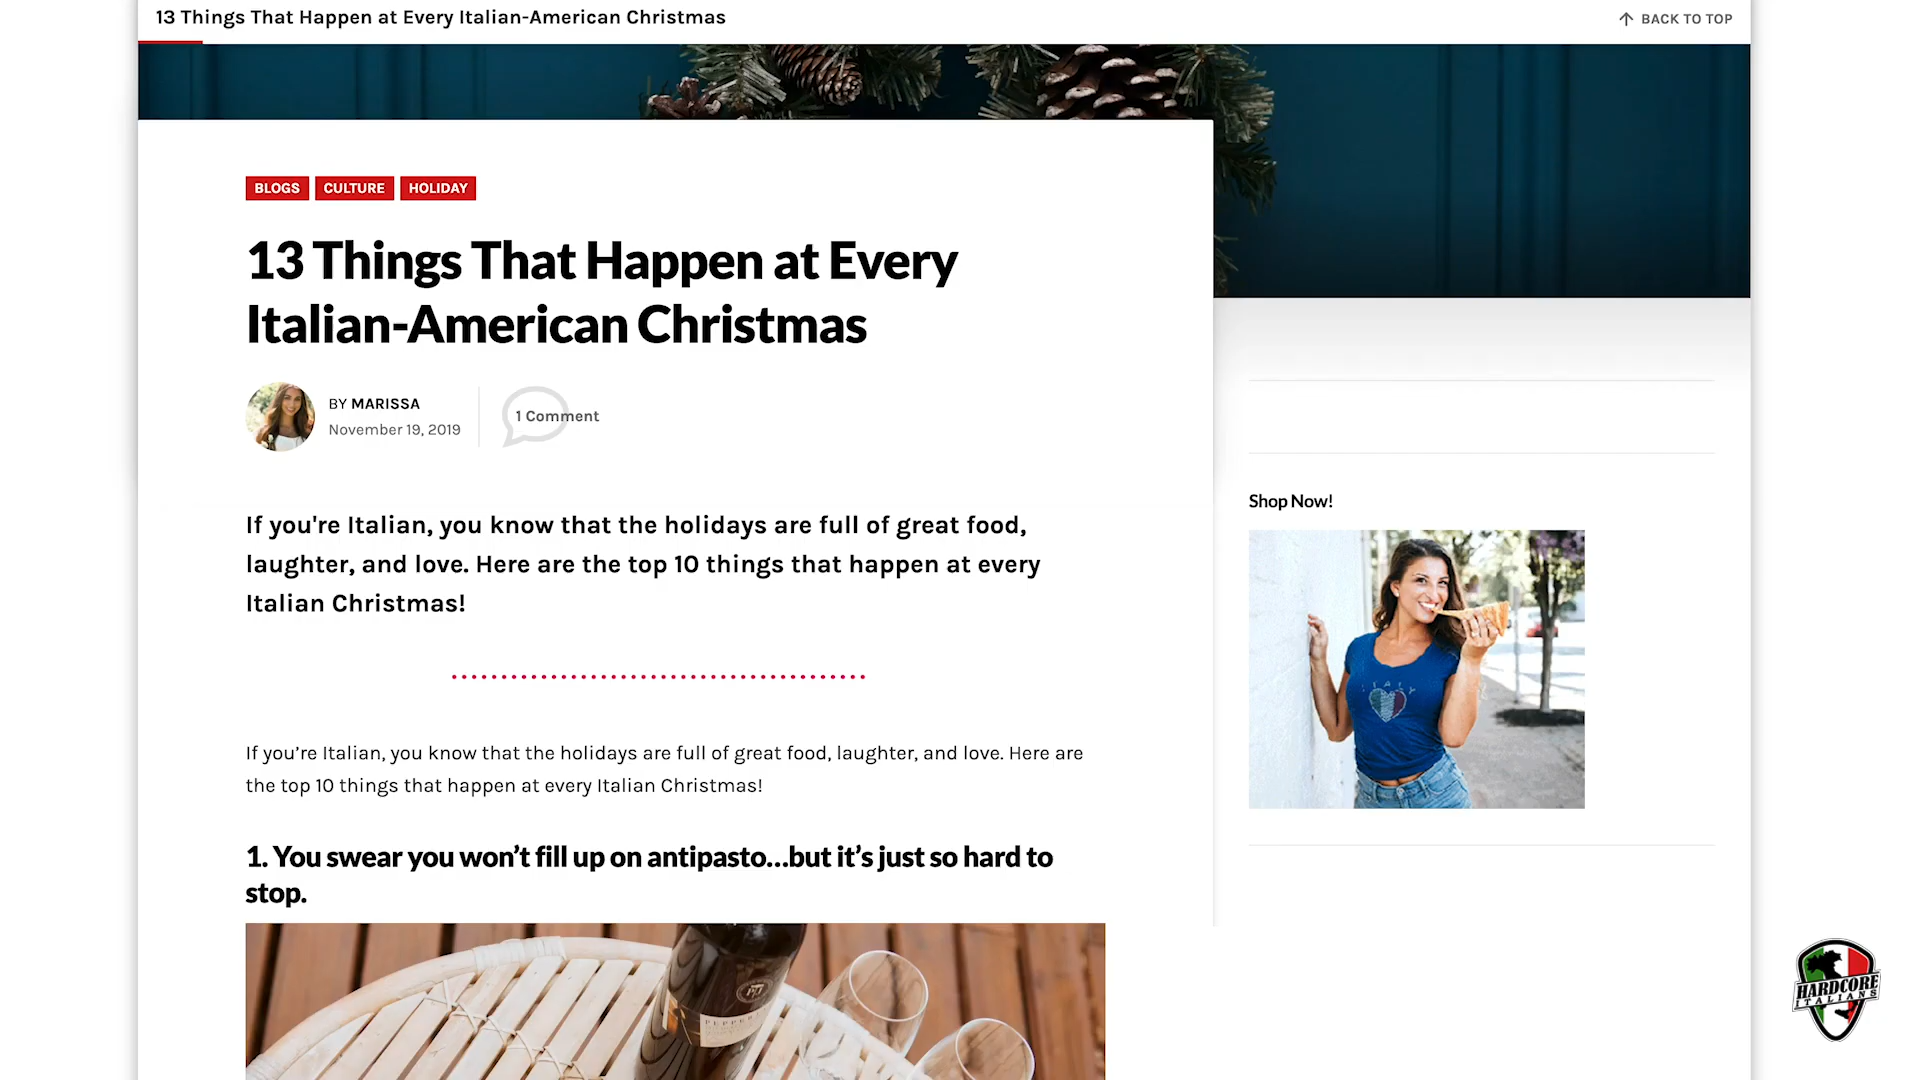 13 Things That Happen at Every Italian-American Christmas
BACK TO TOP
BLOGS CULTURE HOLIDAY
13 Things That Happen at Every
Italian-American Christmas
BY MARISSA
November 19, 2019
1 Comment
If you're Italian, you know that the holidays are full of great food,
laughter, and love. Here are the top 10 things that happen at every
Italian Christmas!
If you’re Italian, you know that the holidays are full of great food, laughter, and love. Here are
the top 10 things that happen at every Italian Christmas!
1. You swear you won’t fill up on antipasto…but it’s just so hard to
stop.
Shop Now!
ITALY
HARDCORE
ITALIANS